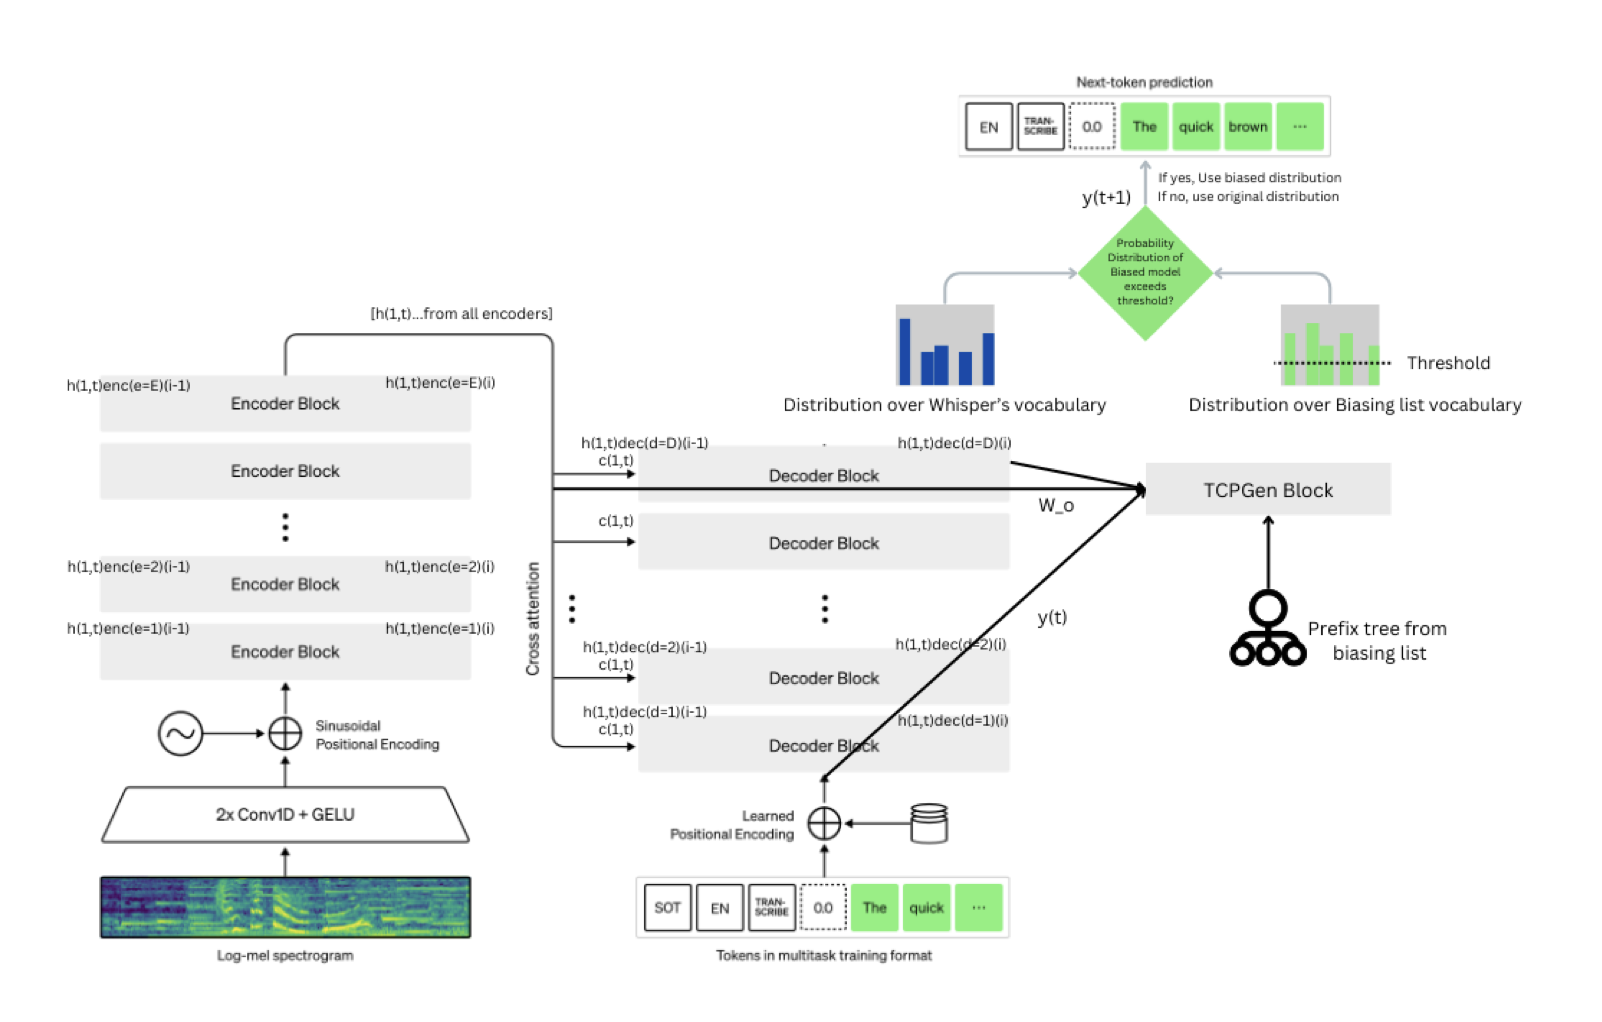 Next-token prediction
EN
TRAN-
SCRIBE
0.0
The
quick
brown
...
If yes, Use biased distribution
If no, use original distribution
y(t+1)
Probability
Distribution of
Biased model
exceeds
threshold?
Threshold
Distribution over Whisper's vocabulary
Distribution over Biasing list vocabulary
[h(1,t)...from all encoders]
h(1,t)enc(e=E)(i-1)
h(1,t)enc(e=E)(i)
Encoder Block
Encoder Block
h(1,t)enc(e=2)(i-1)
h(1,t)enc(e=2)(i)
Encoder Block
h(1,t)enc(e=1)(i-1)
h(1,t)enc(e=1)(i)
Encoder Block
Sinusoidal
Positional Encoding
2x Conv1D + GELU
Log-mel spectrogram
Cross attention
h(1,t)dec(d=D)(i-1)
h(1,t)dec(d=D)(i)
c(1,t)
Decoder Block
c(1,t)
Decoder Block
h(1,t)dec(d=2)(i-1)
h(1,t)dec(d=2)(i)
c(1,t)
Decoder Block
h(1,t)dec(d=1)(i-1)
h(1,t)dec(d=1)(i)
c(1,t)
Decoder Block
W_o
y(t)
TCPGen Block
Prefix tree from
biasing list
Learned
Positional Encoding
SOT
EN
TRAN-
SCRIBE
0.0
The
quick
...
Tokens in multitask training format